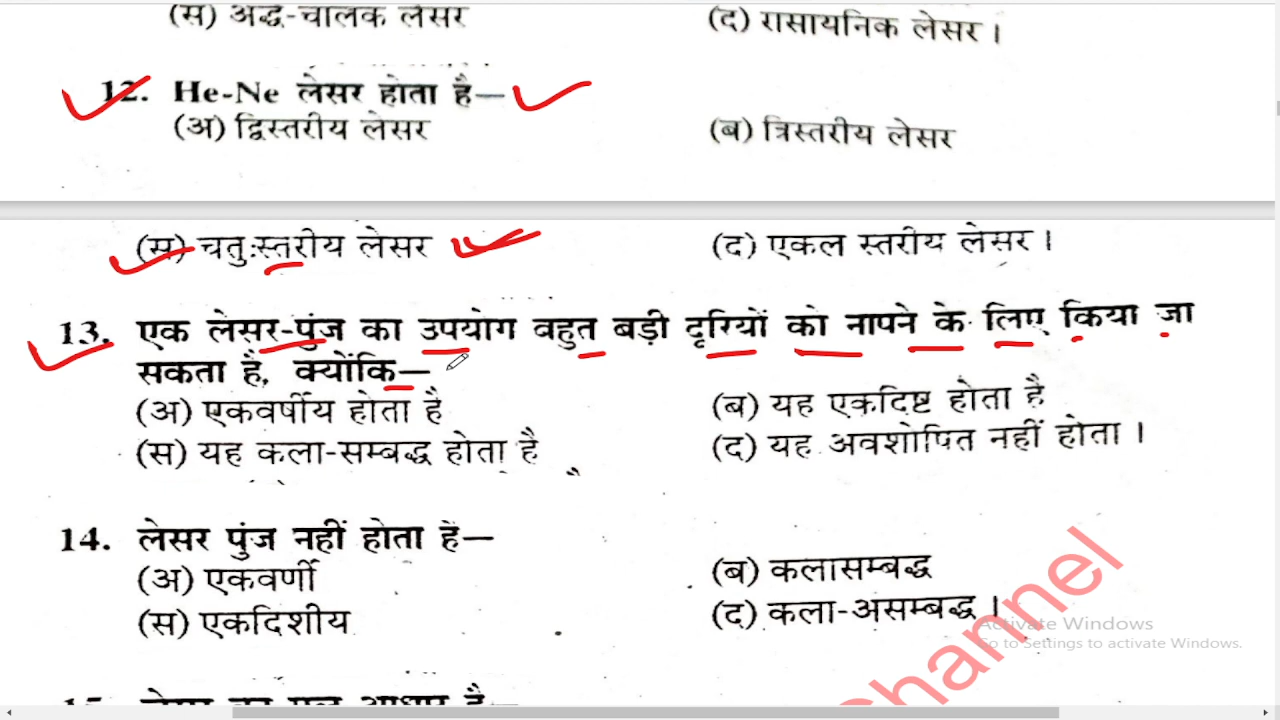 (स) अर्द्ध-चालक लेसर
(द) रासायनिक लेसर ।
12. He-Ne लेसर होता है—
(अ) द्विस्तरीय लेसर
(ब) त्रिस्तरीय लेसर
(स) चतुःस्तरीय लेसर
(द) एकल स्तरीय लेसर ।
13. एक लेसर-पुंज का उपयोग बहुत बड़ी दूरियों को नापने के लिए किया जा
सकता है, क्योंकि—
(अ) एकवर्षीय होता है
(ब) यह एकदिष्ट होता है
(स) यह कला-सम्बद्ध होता है
(द) यह अवशोषित नहीं होता ।
14. लेसर पुंज नहीं होता है—
(अ) एकवर्णी
(ब) कलासम्बद्ध
(स) एकदिशीय
(द) कला-असम्बद्ध ।
Channel
Activate Windows
Go to Settings to activate Windows.